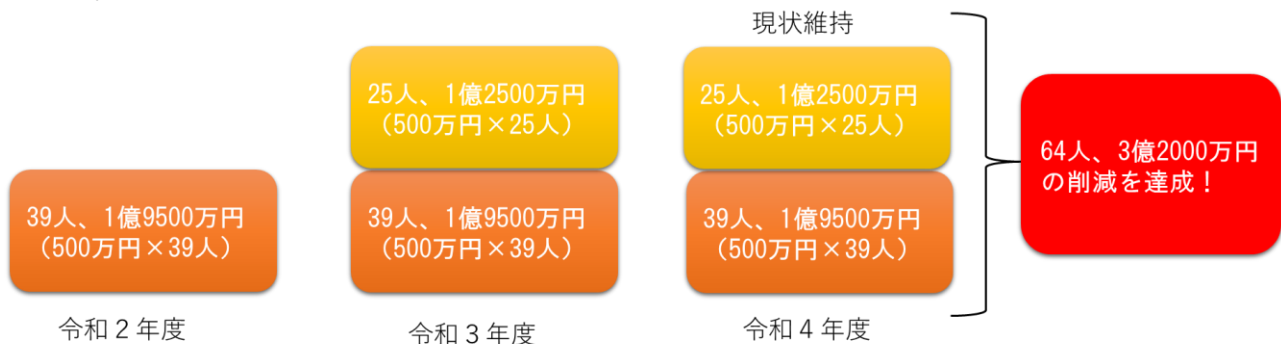 現状維持
25人、1億2500万円
（500万円×25人）
25人、1億2500万円
（500万円×25人）
39人、1億9500万円
（500万円×39人）
39人、1億9500万円
（500万円×39人）
39人、1億9500万円
（500万円×39人）
64人、3億2000万円
の削減を達成！
令和２年度
令和３年度
令和４年度